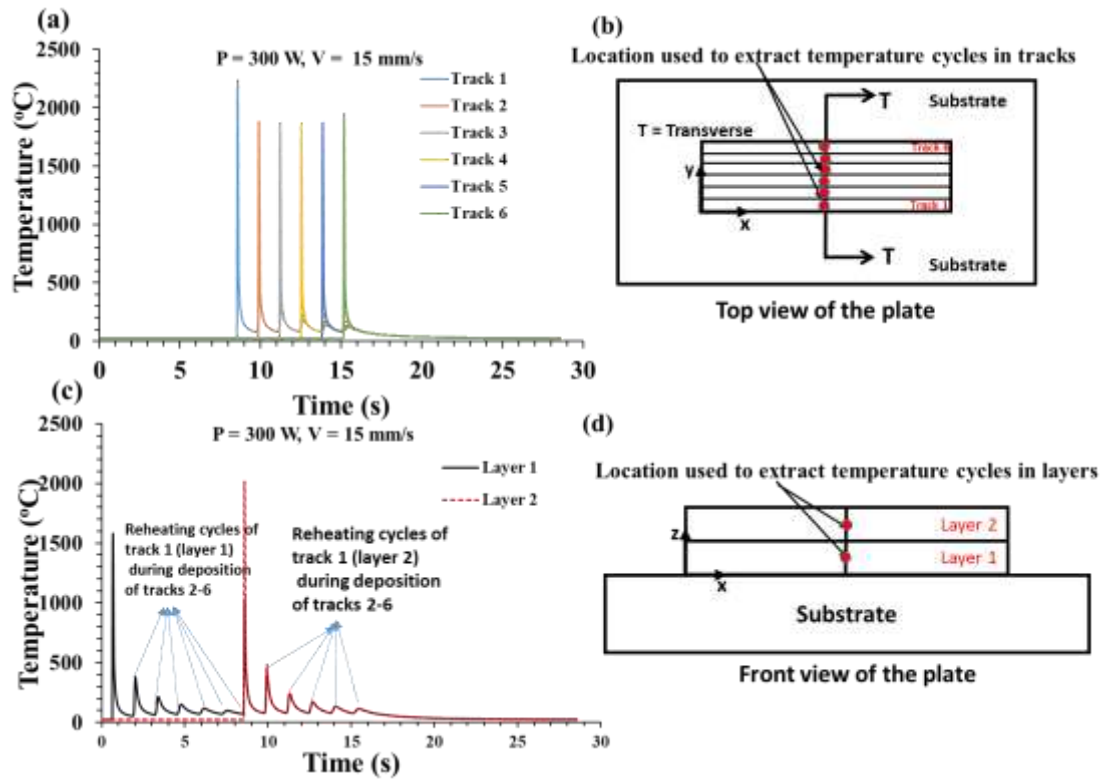 (a)
P = 300 W, V = 15 mm/s
Temperature (°C)
2500
2000
1500
1000
500
0
Track 1
Track 2
Track 3
Track 4
Track 5
Track 6
0 5 10 15 20 25 30
Time (s)
(b)
Location used to extract temperature cycles in tracks
T
Substrate
T = Transverse
Track 6
y
Track 1
x
T
Substrate
Top view of the plate
(c)
P = 300 W, V = 15 mm/s
Temperature (°C)
2500
2000
1500
1000
500
0
Layer 1
Layer 2
Reheating cycles of
track 1 (layer 1)
during deposition
of tracks 2-6
Reheating cycles of
track 1 (layer 2)
during deposition
of tracks 2-6
0 5 10 15 20 25 30
Time (s)
(d)
Location used to extract temperature cycles in layers
z
Layer 2
Layer 1
x
Substrate
Front view of the plate